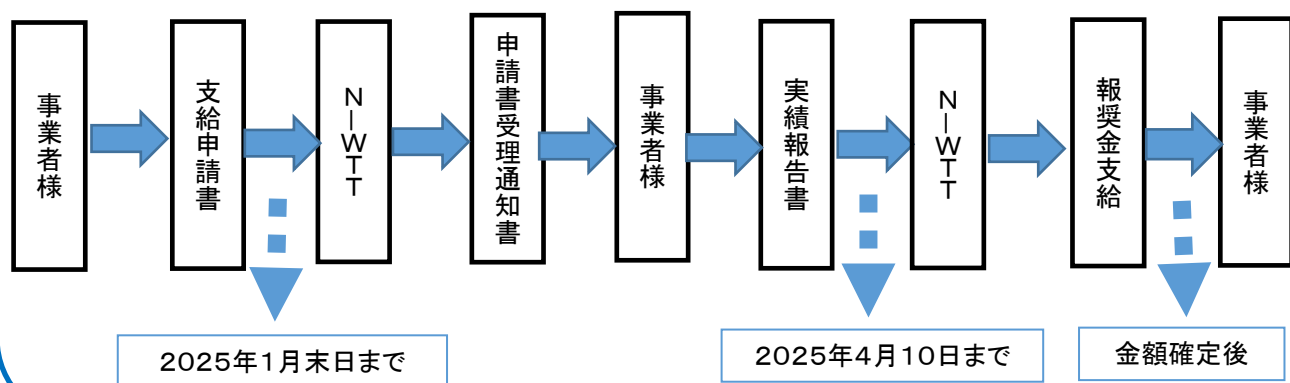 事業者様
支給申請書
N-WTT
申請書受理通知書
事業者様
実績報告書
N-WTT
報奨金支給
事業者様
2025年1月末日まで
2025年4月10日まで
金額確定後